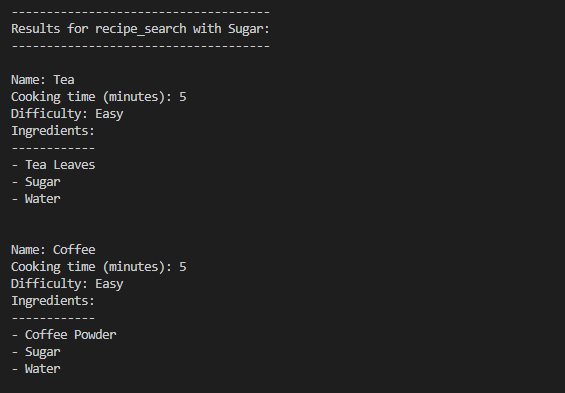 -------------------------------------
Results for recipe_search with Sugar:
-------------------------------------
Name: Tea
Cooking time (minutes): 5
Difficulty: Easy
Ingredients:
------------
- Tea Leaves
- Sugar
- Water
Name: Coffee
Cooking time (minutes): 5
Difficulty: Easy
Ingredients:
------------
- Coffee Powder
- Sugar
- Water